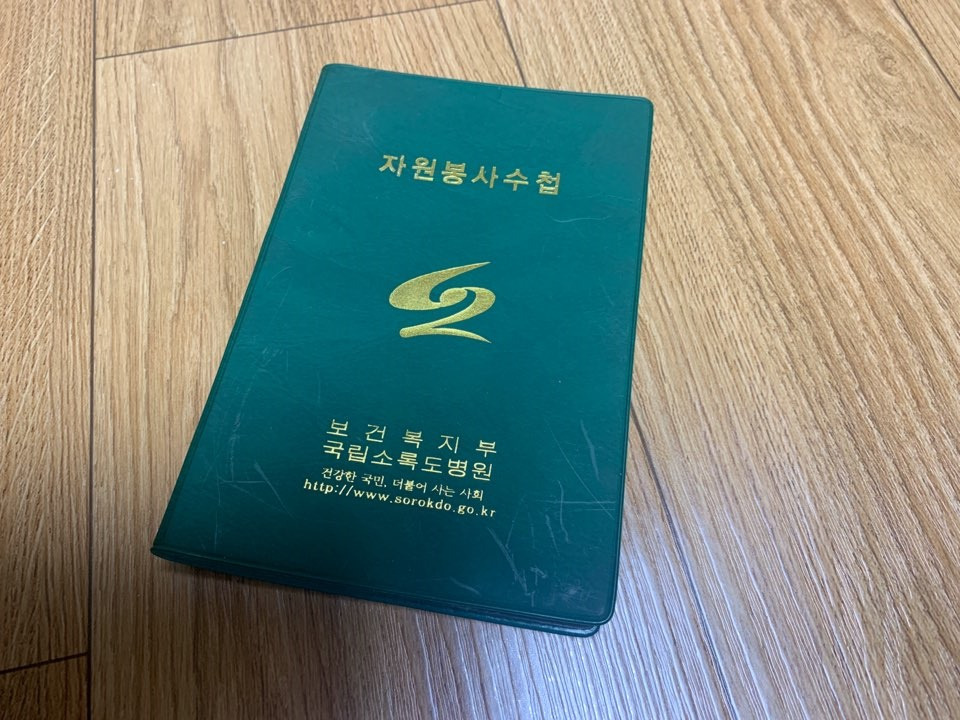 자원봉사수첩
보건복지부
국립소록도병원
건강한 국민, 더불어 사는 사회
http://www.sorokdo.go.kr